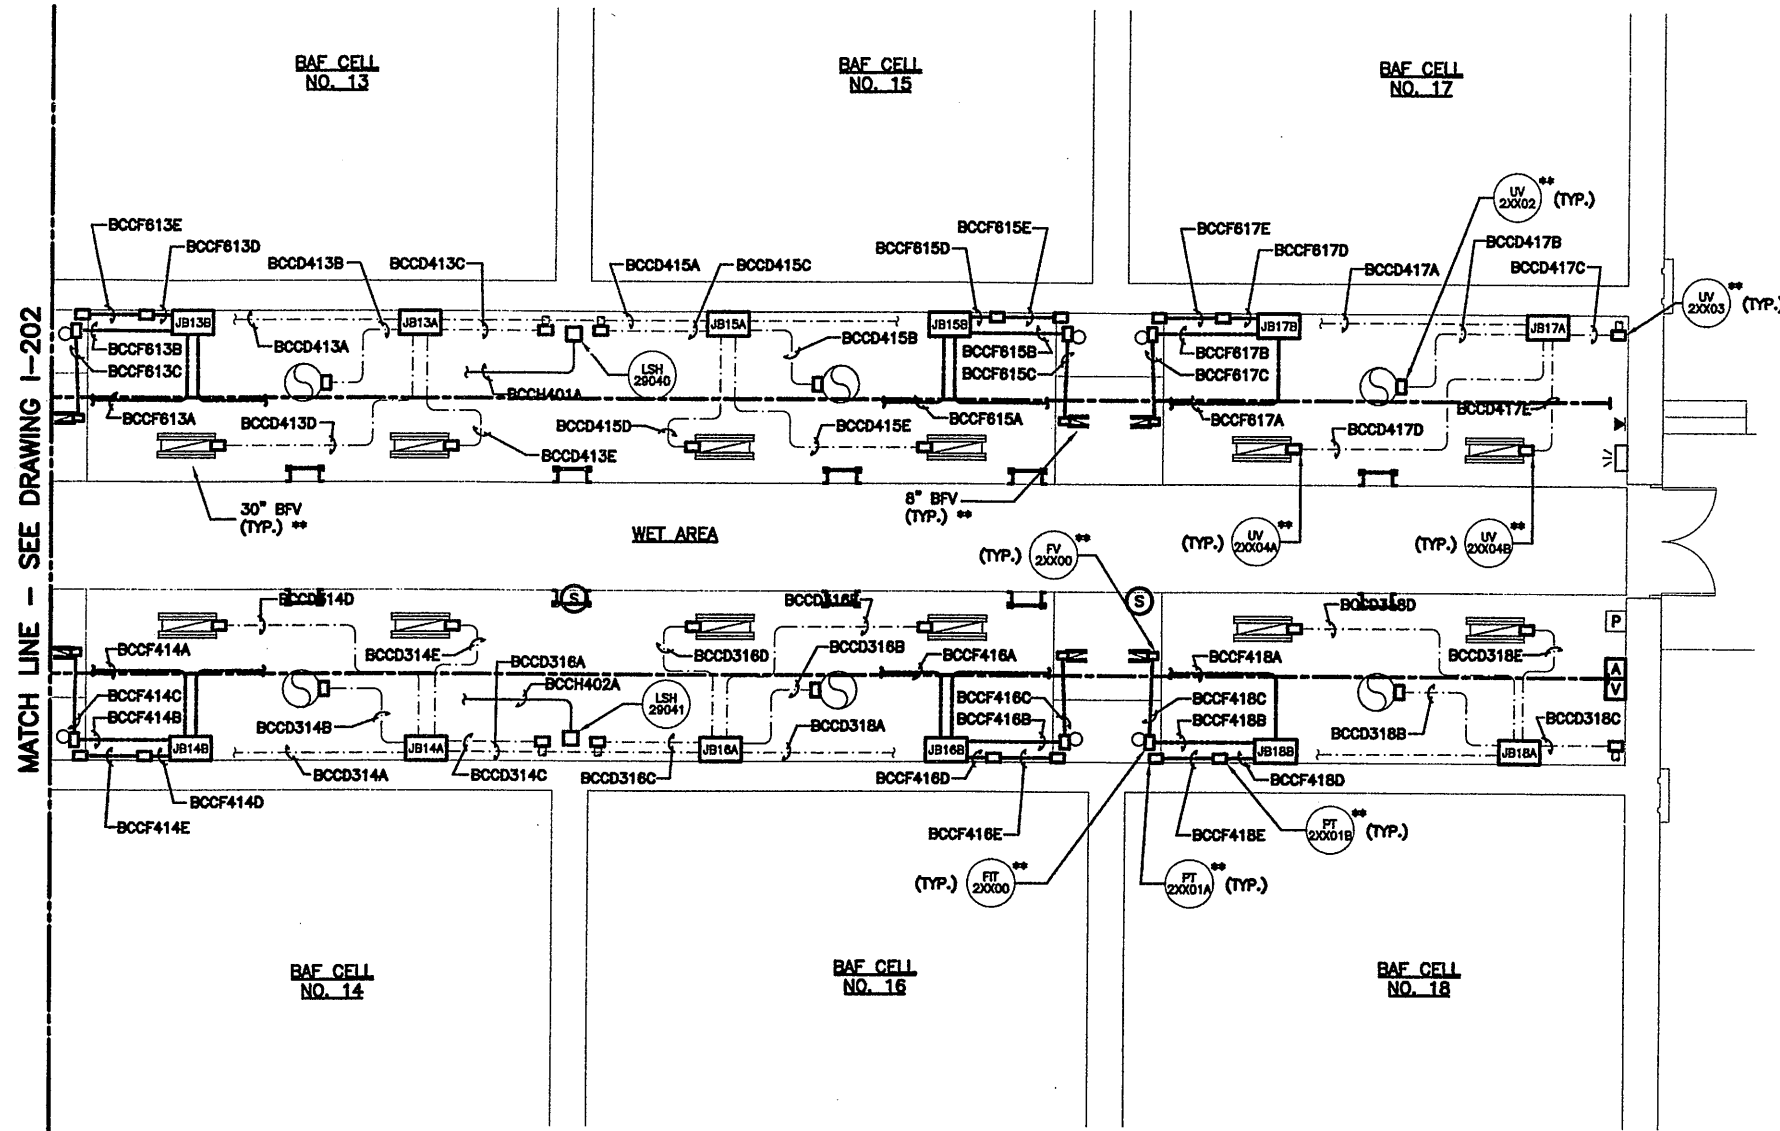 BAF CELL
NO. 13
BAF CELL
NO. 15
BAF CELL
NO. 17
UV
2XX02
**
(TYP.)
BCCF613E
BCCF613D
BCCD413B
BCCD413C
BCCD415A
BCCD415C
BCCF615D
BCCF615E
BCCF617E
BCCF617D
BCCD417A
BCCD417B
BCCD417C
UV
2XX03
**
(TYP.)
JB13B
JB13A
JB15A
JB15B
JB17B
JB17A
BCCF613B
BCCF613C
BCCD413A
LSH
29040
BCCD415B
BCCF615B
BCCF615C
BCCF617B
BCCF617C
BCCH401A
BCCF613A
BCCD413D
BCCD413E
BCCD415D
BCCD415E
BCCF615A
BCCF617A
BCCD417D
BCCD417E
30" BFV
(TYP.) **
WET AREA
8" BFV
(TYP.) **
(TYP.)
FV
2XX00
**
(TYP.)
UV
2XX04A
**
(TYP.)
UV
2XX04B
**
MATCH LINE - SEE DRAWING I-202
S
S
BCCD314D
BCCD318D
P
BCCF414A
BCCD314E
BCCD316A
BCCD316D
BCCD316B
BCCF416A
BCCF418A
BCCD318E
A
V
BCCH402A
LSH
29041
BCCF414C
BCCF414B
BCCD314B
BCCD318A
BCCF416C
BCCF416B
BCCF418C
BCCF418B
BCCD318B
BCCD318C
JB14B
JB14A
JB16A
JB16B
JB18B
JB18A
BCCD314A
BCCD314C
BCCD316C
BCCF416D
BCCF418D
BCCF414D
BCCF414E
BCCF416E
BCCF418E
PT
2XX01B
**
(TYP.)
(TYP.)
FIT
2XX00
**
PT
2XX01A
**
(TYP.)
BAF CELL
NO. 14
BAF CELL
NO. 16
BAF CELL
NO. 18